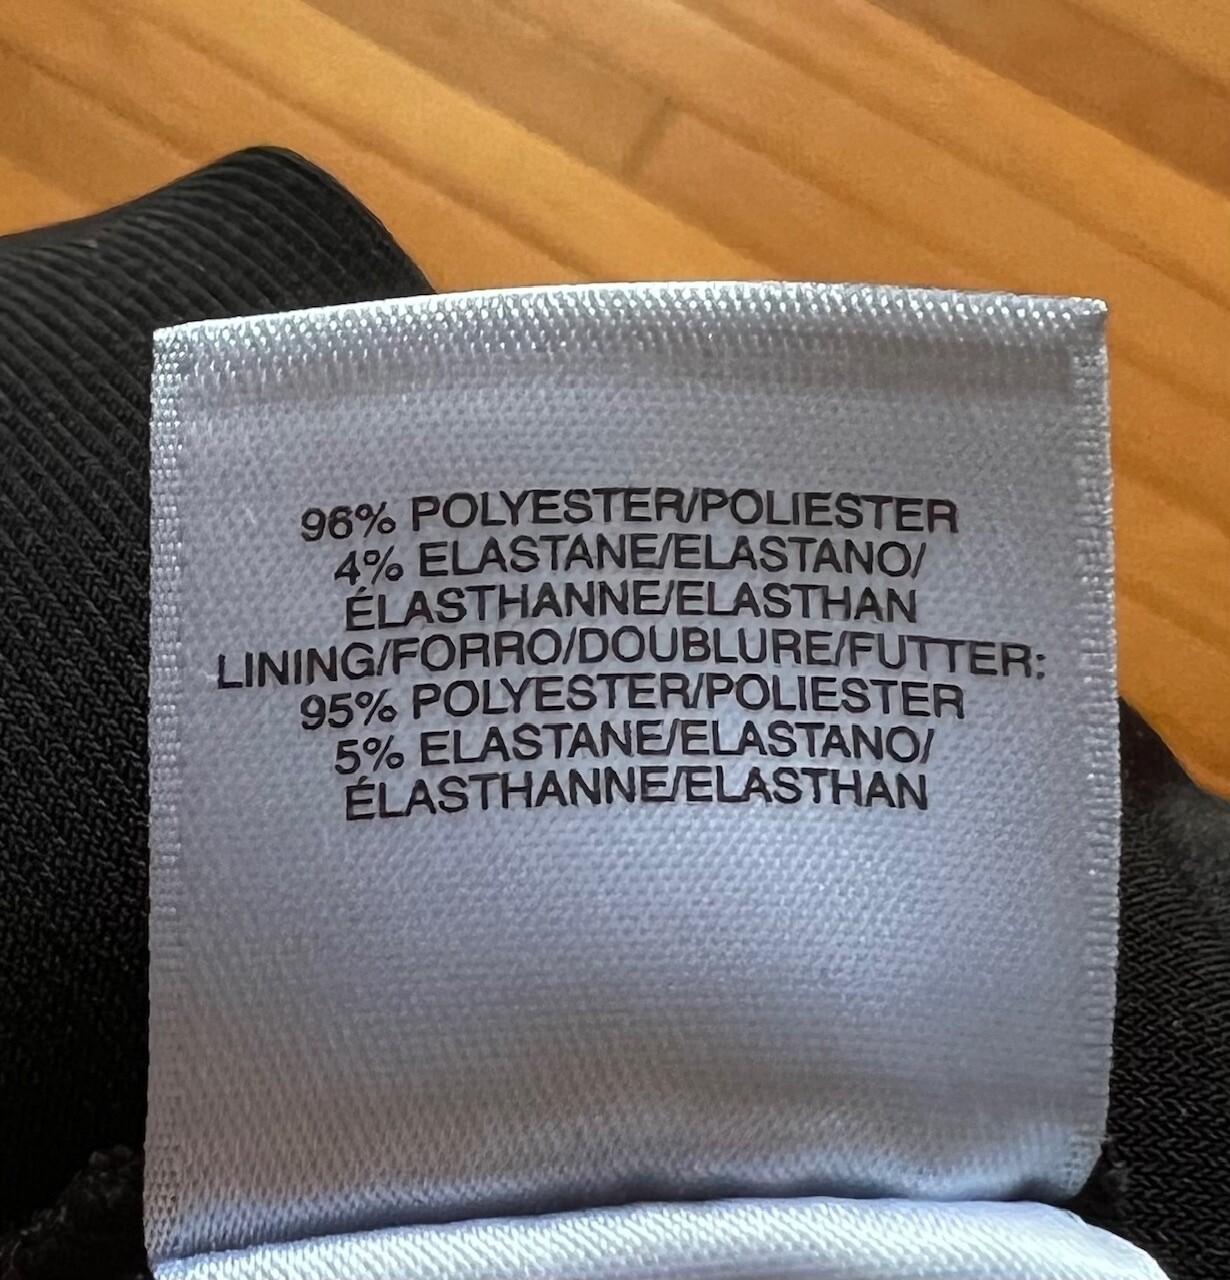 96% POLYESTER/POLIESTER
4% ELASTANE/ELASTANO/
ÉLASTHANNE/ELASTHAN
LINING/FORRO/DOUBLURE/FUTTER:
95% POLYESTER/POLIESTER
5% ELASTANE/ELASTANO/
ÉLASTHANNE/ELASTHAN